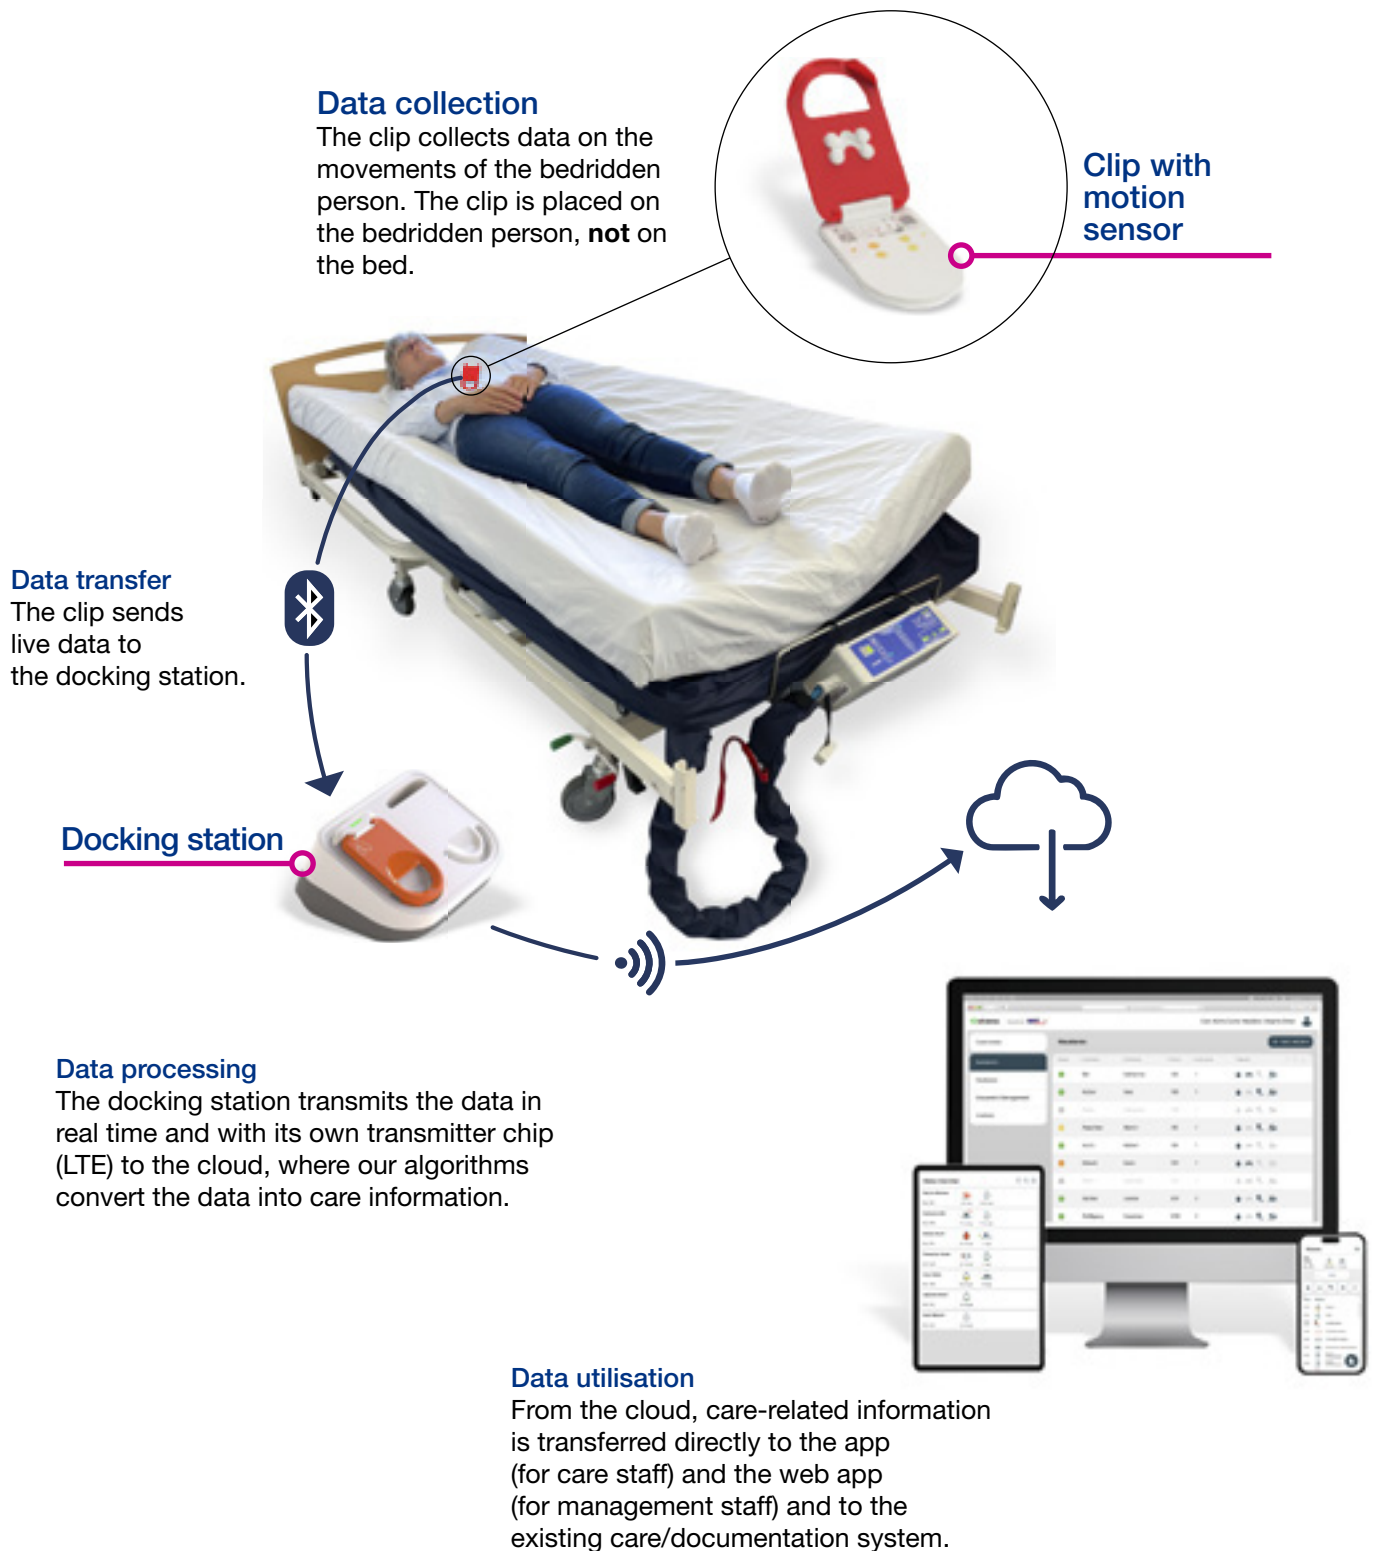 Data collection
The clip collects data on the
movements of the bedridden
person. The clip is placed on
the bedridden person, not on
the bed.
Clip with
motion
sensor
Data transfer
The clip sends
live data to
the docking station.
Docking station
Data processing
The docking station transmits the data in
real time and with its own transmitter chip
(LTE) to the cloud, where our algorithms
convert the data into care information.
Data utilisation
From the cloud, care-related information
is transferred directly to the app
(for care staff) and the web app
(for management staff) and to the
existing care/documentation system.